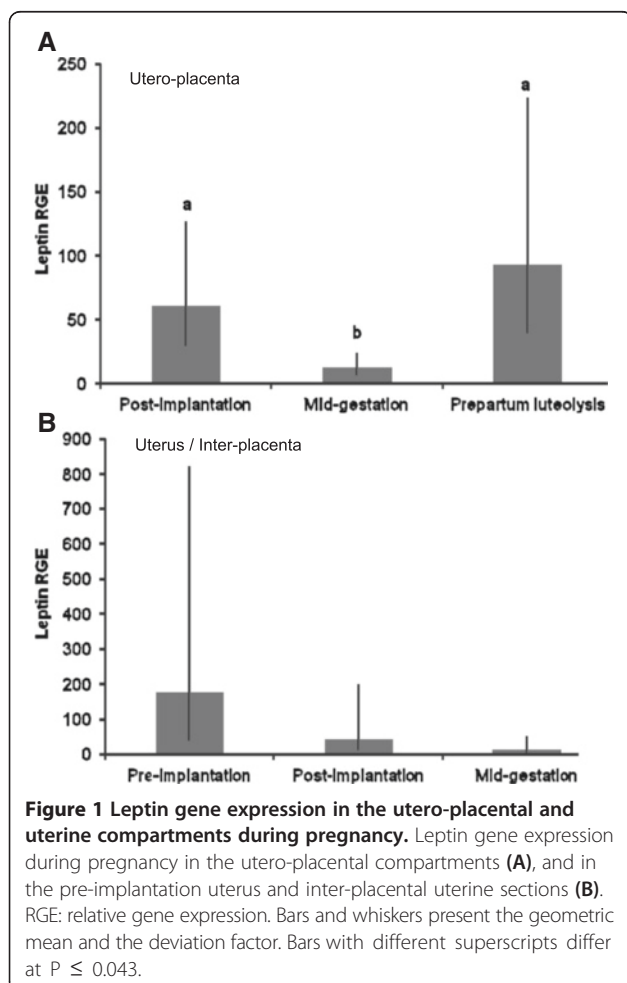 A
250
Utero-placenta
200
150
100
50
0
Leptin RGE
a
b
a
Post-implantation Mid-gestation Prepartum luteolysis
B
900
Uterus / Inter-placenta
800
700
600
500
400
300
200
100
0
Leptin RGE
Pre-implantation Post-implantation Mid-gestation
Figure 1 Leptin gene expression in the utero-placental and
uterine compartments during pregnancy. Leptin gene expression
during pregnancy in the utero-placental compartments (A), and in
the pre-implantation uterus and inter-placental uterine sections (B).
RGE: relative gene expression. Bars and whiskers present the geometric
mean and the deviation factor. Bars with different superscripts differ
at P ≤ 0.043.